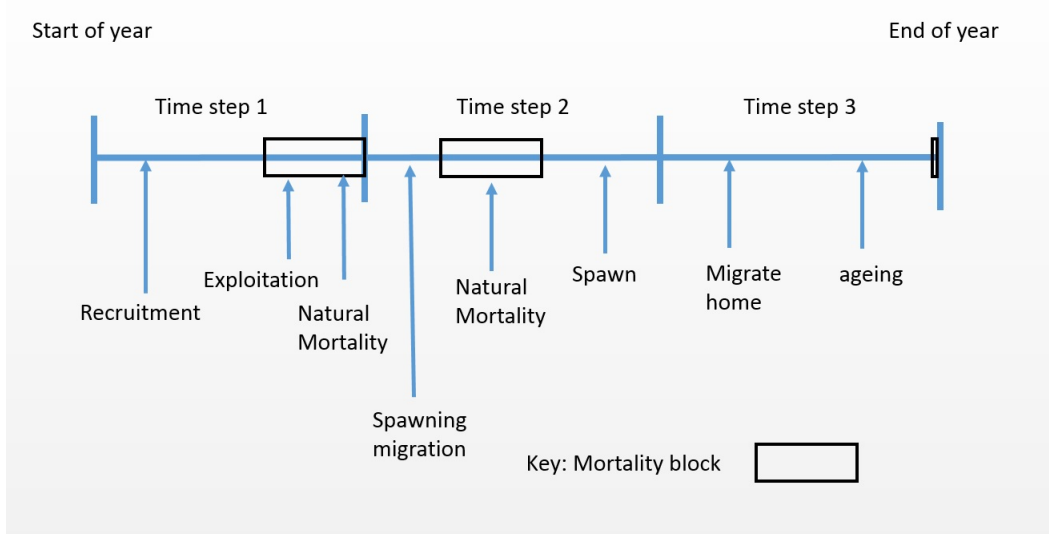 Start of year
End of year
Time step 1
Time step 2
Time step 3
Exploitation
Recruitment
Natural
Mortality
Spawning
migration
Natural
Mortality
Spawn
Migrate
home
ageing
Key: Mortality block